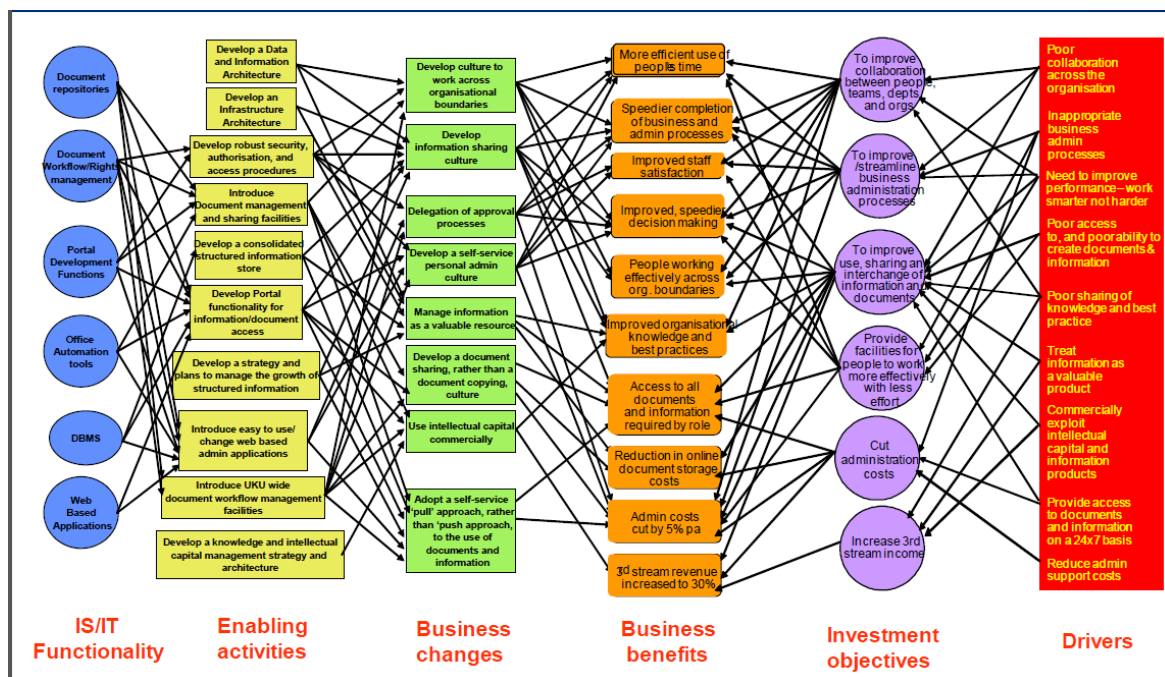 Document
repositories
Document
Workflow/Rights
management
Portal
Development
Functions
Office
Automation
tools
DBMS
Web
Based
Applications
IS/IT
Functionality
Develop a Data
and Information
Architecture
Develop an
Infrastructure
Architecture
Develop robust security,
authorisation, and
access procedures
Introduce
Document management
and sharing facilities
Develop a consolidated
structured information
store
Develop Portal
functionality for
information/document
access
Develop a strategy and
plans to manage the growth of
structured information
Introduce easy to use/
change web based
admin applications
Introduce UKU wide
document workflow management
facilities
Develop a knowledge and intellectual
capital management strategy and
architecture
Enabling
activities
Develop culture to
work across
organisational
boundaries
Develop
information sharing
culture
Delegation of approval
processes
Develop a self-service
personal admin
culture
Manage information
as a valuable resource
Develop a document
sharing, rather than a
document copying,
culture
Use intellectual capital
commercially
Adopt a self-service
'pull' approach, rather
than 'push approach,
to the use of
documents and
information
Business
changes
More efficient use of
people's time
Speedier completion
of business and
admin processes
Improved staff
satisfaction
Improved, speedier
decision making
People working
effectively across
org. boundaries
Improved organisational
knowledge and
best practices
Access to all
documents
and information
required by role
Reduction in online
document storage
costs
Admin costs
cut by 5% pa
3rd stream revenue
increased to 30%
Business
benefits
To improve
collaboration
between people,
teams, depts
and orgs
To improve
/streamline
business
administration
processes
To improve
use, sharing and
interchange of
information and
documents
Provide
facilities for
people to work
more effectively
with less
effort
Cut
administration
costs
Increase 3rd
stream income
Investment
objectives
Poor
collaboration
across the
organisation
Inappropriate
business
admin
processes
Need to improve
performance–work
smarter not harder
Poor access
to, and poorability to
create documents &
information
Poor sharing of
knowledge and best
practice
Treat
information as a
valuable
product
Commercially
exploit
intellectual
capital and
information
products
Provide access
to documents
and information
on a 24x7 basis
Reduce admin
support costs
Drivers